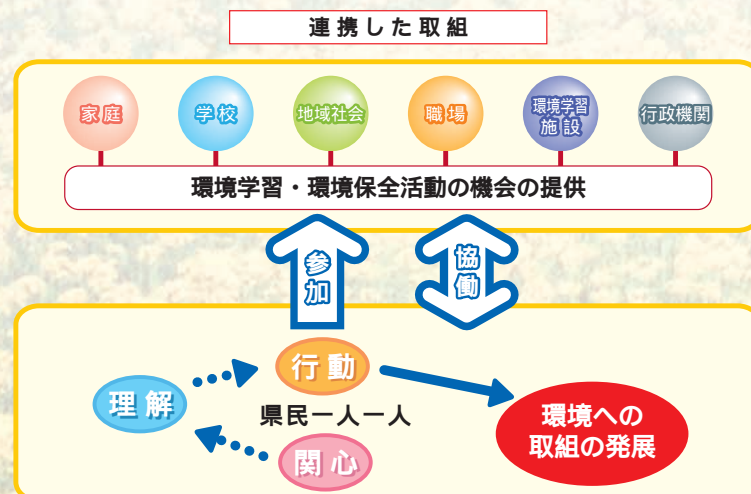 連携した取組
家庭
学校
地域社会
職場
環境学習
施設
行政機関
環境学習・環境保全活動の機会の提供
参加
協働
行動
理解
県民一人一人
関心
環境への
取組の発展